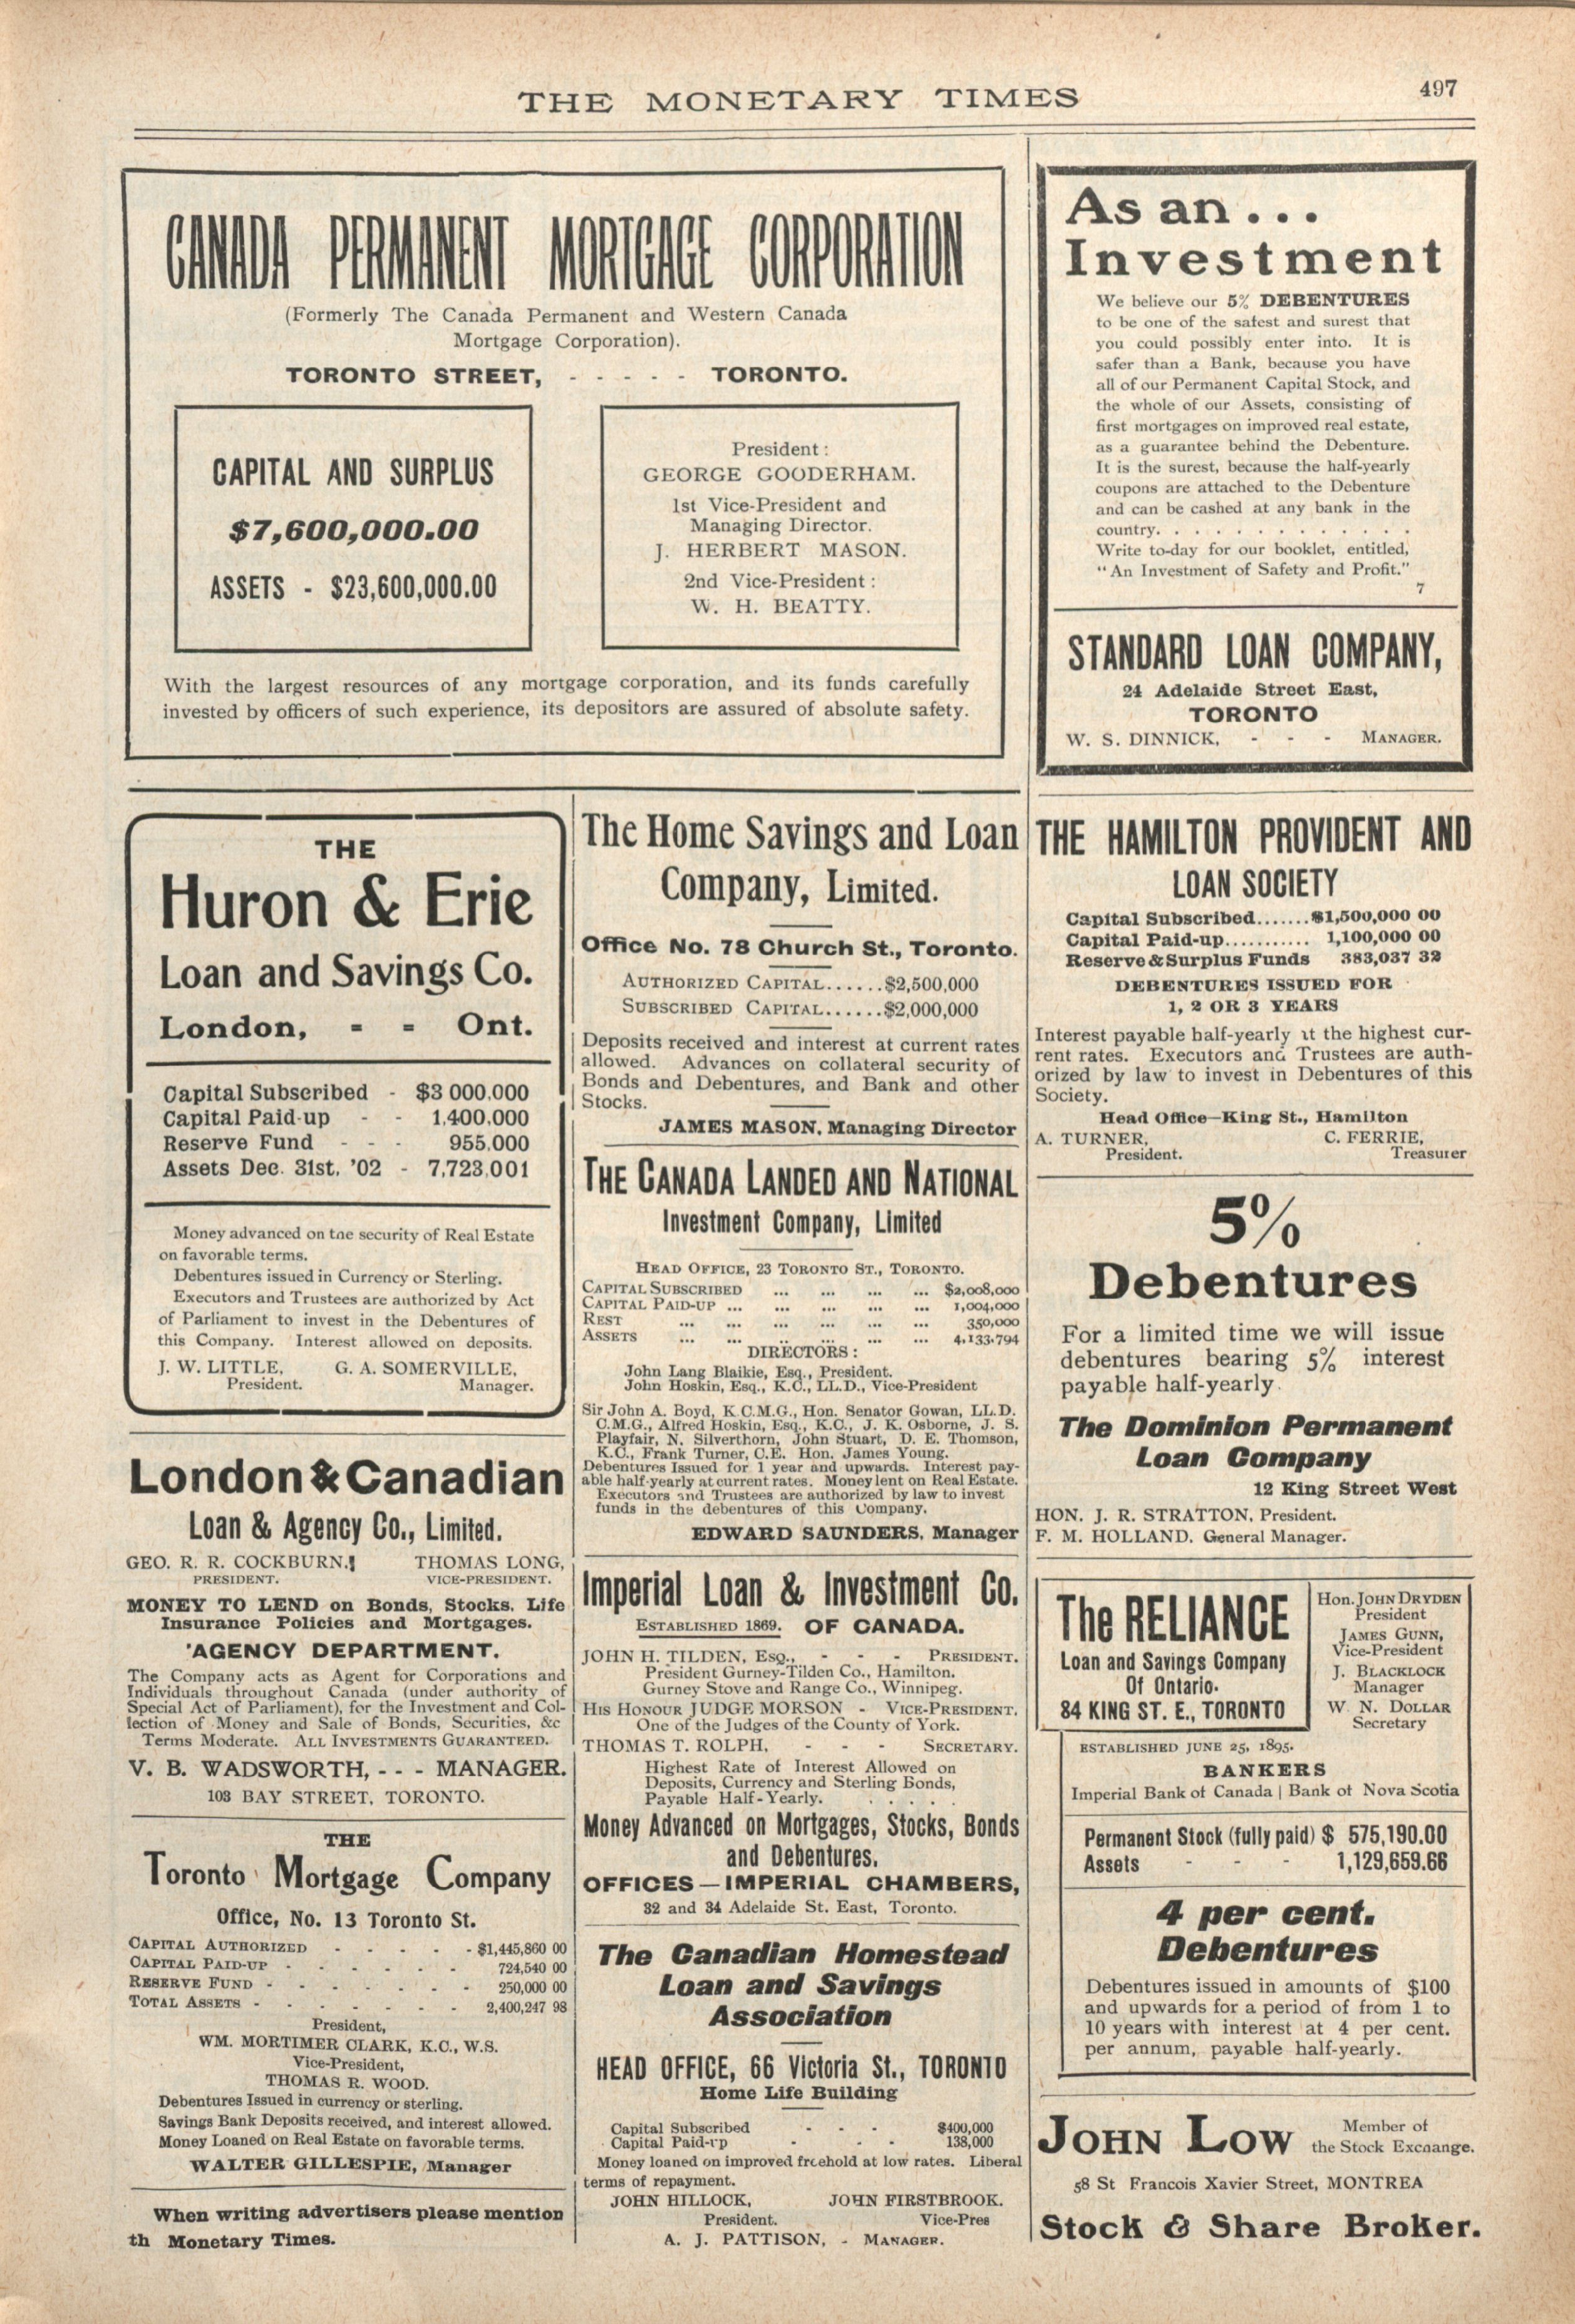 THE MONETARY TIMES
497
CANADA PERMANENT MORTGAGE CORPORATION
(Formerly The Canada Permanent and Western Canada
Mortgage Corporation).
TORONTO STREET, - - - - - TORONTO.
CAPITAL AND SURPLUS
$7,600,000.00
ASSETS - $23,600,000.00
President :
GEORGE GOODERHAM.
1st Vice-President and
Managing Director.
J. HERBERT MASON.
2nd Vice-President :
W. H. BEATTY.
With the largest resources of any mortgage corporation, and its funds carefully
invested by officers of such experience, its depositors are assured of absolute safety.
As an . . .
Investment
We believe our 5% DEBENTURES
to be one of the safest and surest that
you could possibly enter into. It is
safer than a Bank, because you have
all of our Permanent Capital Stock, and
the whole of our Assets, consisting of
first mortgages on improved real estate,
as a guarantee behind the Debenture.
It is the surest, because the half-yearly
coupons are attached to the Debenture
and can be cashed at any bank in the
country. . . . . . . . . . . .
Write to-day for our booklet, entitled,
"An Investment of Safety and Profit."
7
STANDARD LOAN COMPANY,
24 Adelaide Street East,
TORONTO
W. S. DINNICK, - - - MANAGER.
THE
Huron & Erie
Loan and Savings Co.
London, - - Ont.
Capital Subscribed - $3 000,000
Capital Paid-up - - 1,400,000
Reserve Fund - - - 955,000
Assets Dec. 31st, '02 - 7,723,001
Money advanced on tne security of Real Estate
on favorable terms.
Debentures issued in Currency or Sterling.
Executors and Trustees are authorized by Act
of Parliament to invest in the Debentures of
this Company. Interest allowed on deposits.
J. W. LITTLE, G. A. SOMERVILLE,
President. Manager.
London & Canadian
Loan & Agency Co., Limited.
GEO. R. R. COCKBURN, THOMAS LONG,
PRESIDENT. VICE-PRESIDENT.
MONEY TO LEND on Bonds, Stocks, Life
Insurance Policies and Mortgages.
'AGENCY DEPARTMENT.
The Company acts as Agent for Corporations and
Individuals throughout Canada (under authority of
Special Act of Parliament), for the Investment and Col-
lection of Money and Sale of Bonds, Securities, &c
Terms Moderate. ALL INVESTMENTS GUARANTEED.
V. B. WADSWORTH, - - - MANAGER.
103 BAY STREET, TORONTO.
THE
Toronto Mortgage Company
Office, No. 13 Toronto St.
CAPITAL AUTHORIZED - - - - - $1,445,860 00
CAPITAL PAID-UP - - - - - - 724,540 00
RESERVE FUND - - - - - - - 250,000 00
TOTAL ASSETS - - - - - - - 2,400,247 98
President,
WM. MORTIMER CLARK, K.C., W.S.
Vice-President,
THOMAS R. WOOD.
Debentures Issued in currency or sterling.
Savings Bank Deposits received, and interest allowed.
Money Loaned on Real Estate on favorable terms.
WALTER GILLESPIE, Manager
When writing advertisers please mention
th Monetary Times.
The Home Savings and Loan
Company, Limited.
Office No. 78 Church St., Toronto.
AUTHORIZED CAPITAL......$2,500,000
SUBSCRIBED CAPITAL......$2,000,000
Deposits received and interest at current rates
allowed. Advances on collateral security of
Bonds and Debentures, and Bank and other
Stocks.
JAMES MASON, Managing Director
THE CANADA LANDED AND NATIONAL
Investment Company, Limited
HEAD OFFICE, 23 TORONTO ST., TORONTO.
CAPITAL SUBSCRIBED ... ... ... ... $2,008,000
CAPITAL PAID-UP ... ... ... ... ... 1,004,000
REST ... ... ... ... ... ... 350,000
ASSETS ... ... ... ... ... ... 4,133,794
DIRECTORS :
John Lang Blaikie, Esq., President.
John Hoskin, Esq., K.C., LL.D., Vice-President
Sir John A. Boyd, K.C.M.G., Hon. Senator Gowan, LL.D.
C.M.G., Alfred Hoskin, Esq., K.C., J. K. Osborne, J. S.
Playfair, N. Silverthorn, John Stuart, D. E. Thomson,
K.C., Frank Turner, C.E. Hon. James Young.
Debentures Issued for 1 year and upwards. Interest pay-
able half-yearly at current rates. Money lent on Real Estate.
Executors and Trustees are authorized by law to invest
funds in the debentures of this Company.
EDWARD SAUNDERS, Manager
Imperial Loan & Investment Co.
ESTABLISHED 1869. OF CANADA.
JOHN H. TILDEN, ESQ., - - - PRESIDENT.
President Gurney-Tilden Co., Hamilton.
Gurney Stove and Range Co., Winnipeg.
HIS HONOUR JUDGE MORSON - VICE-PRESIDENT.
One of the Judges of the County of York.
THOMAS T. ROLPH, - - - SECRETARY.
Highest Rate of Interest Allowed on
Deposits, Currency and Sterling Bonds,
Payable Half-Yearly. . . . . .
Money Advanced on Mortgages, Stocks, Bonds
and Debentures.
OFFICES—IMPERIAL CHAMBERS,
32 and 34 Adelaide St. East, Toronto.
The Canadian Homestead
Loan and Savings
Association
HEAD OFFICE, 66 Victoria St., TORONTO
Home Life Building
Capital Subscribed - - - $400,000
Capital Paid-up - - - 138,000
Money loaned on improved freehold at low rates. Liberal
terms of repayment.
JOHN HILLOCK, JOHN FIRSTBROOK.
President. Vice-Pres
A. J. PATTISON, - MANAGER.
THE HAMILTON PROVIDENT AND
LOAN SOCIETY
Capital Subscribed.......$1,500,000 00
Capital Paid-up........... 1,100,000 00
Reserve & Surplus Funds 383,037 32
DEBENTURES ISSUED FOR
1, 2 OR 3 YEARS
Interest payable half-yearly at the highest cur-
rent rates. Executors and Trustees are auth-
orized by law to invest in Debentures of this
Society.
Head Office—King St., Hamilton
A. TURNER, C. FERRIE,
President. Treasurer
5%
Debentures
For a limited time we will issue
debentures bearing 5% interest
payable half-yearly.
The Dominion Permanent
Loan Company
12 King Street West
HON. J. R. STRATTON, President.
F. M. HOLLAND, General Manager.
The RELIANCE
Loan and Savings Company
Of Ontario.
84 KING ST. E., TORONTO
Hon. JOHN DRYDEN
President
JAMES GUNN,
Vice-President
J. BLACKLOCK
Manager
W. N. DOLLAR
Secretary
ESTABLISHED JUNE 25, 1895.
BANKERS
Imperial Bank of Canada | Bank of Nova Scotia
Permanent Stock (fully paid) $ 575,190.00
Assets - - - 1,129,659.66
4 per cent.
Debentures
Debentures issued in amounts of $100
and upwards for a period of from 1 to
10 years with interest at 4 per cent.
per annum, payable half-yearly.
JOHN LOW
Member of
the Stock Excnange.
58 St Francois Xavier Street, MONTREA
Stock & Share Broker.